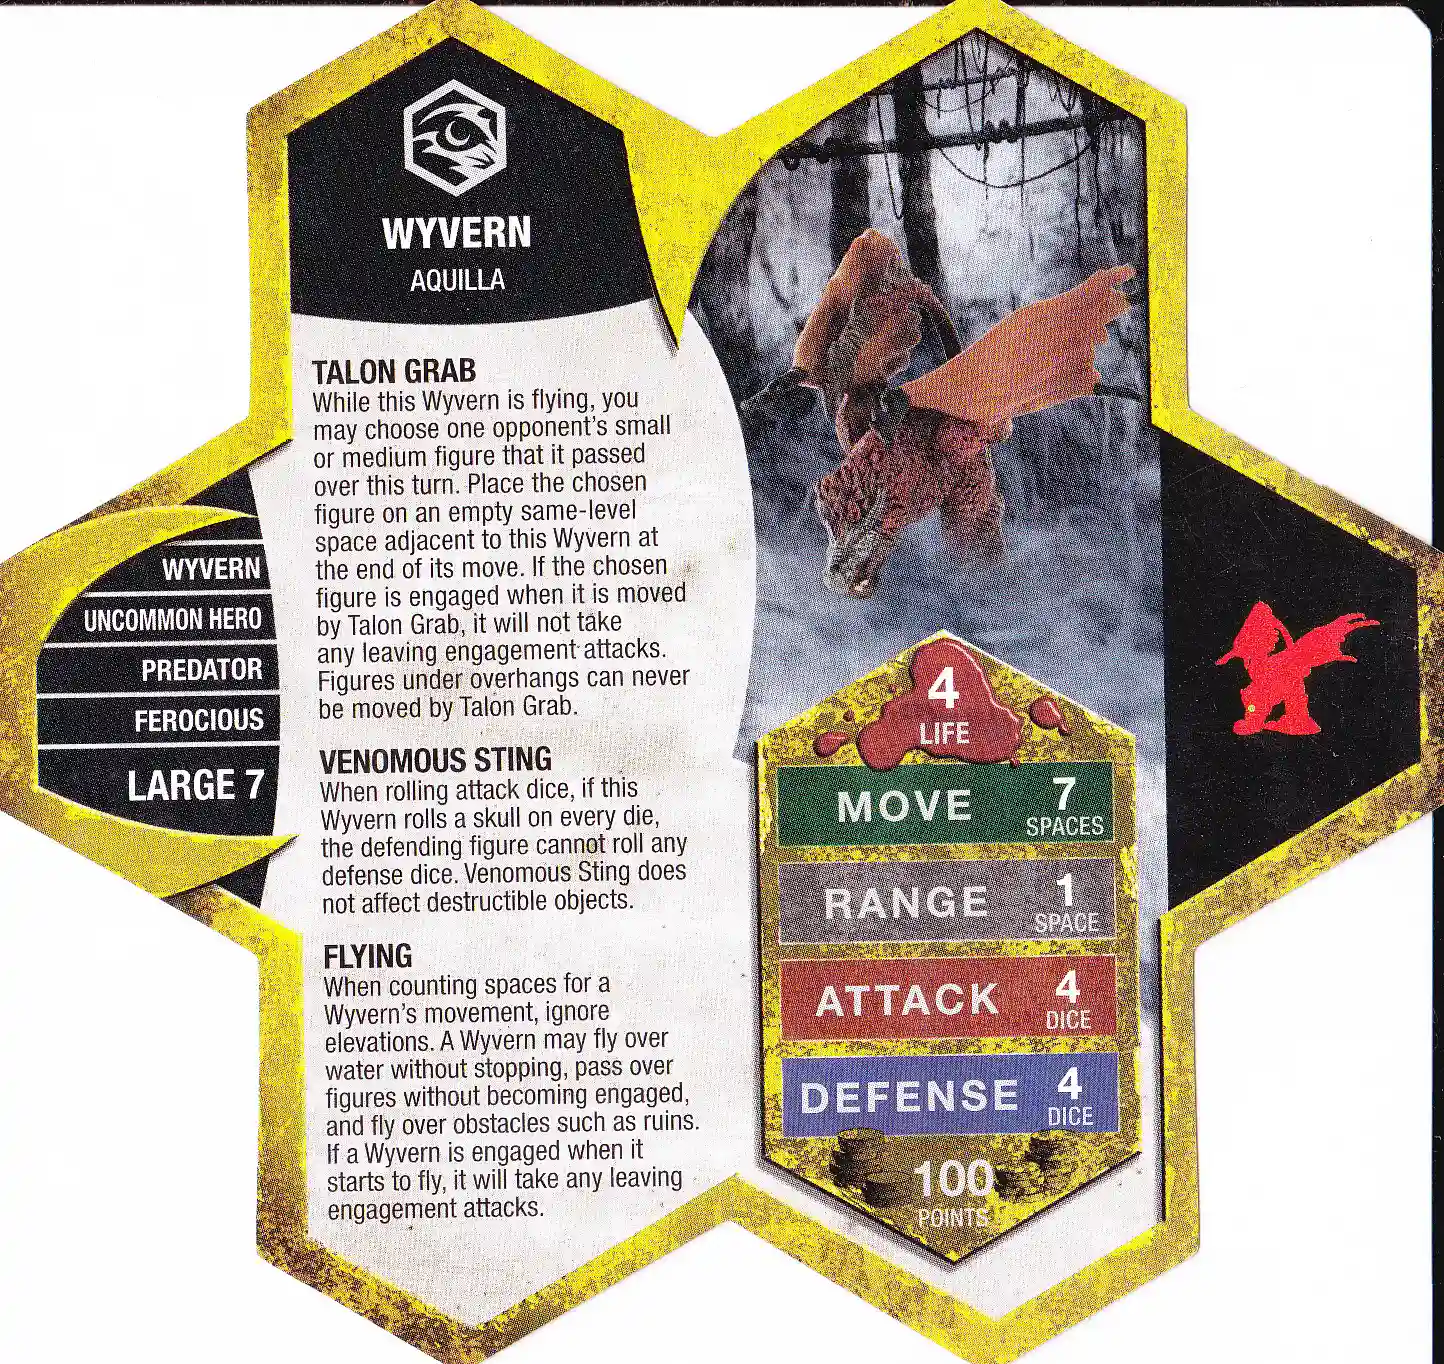 WYVERN
AQUILLA
TALON GRAB
While this Wyvern is flying, you
may choose one opponent's small
or medium figure that it passed
over this turn. Place the chosen
figure on an empty same-level
space adjacent to this Wyvern at
the end of its move. If the chosen
figure is engaged when it is moved
by Talon Grab, it will not take
any leaving engagement attacks.
Figures under overhangs can never
be moved by Talon Grab.
VENOMOUS STING
When rolling attack dice, if this
Wyvern rolls a skull on every die,
the defending figure cannot roll any
defense dice. Venomous Sting does
not affect destructible objects.
FLYING
When counting spaces for a
Wyvern's movement, ignore
elevations. A Wyvern may fly over
water without stopping, pass over
figures without becoming engaged,
and fly over obstacles such as ruins.
If a Wyvern is engaged when it
starts to fly, it will take any leaving
engagement attacks.
WYVERN
UNCOMMON HERO
PREDATOR
FEROCIOUS
LARGE 7
4
LIFE
MOVE 7
SPACES
RANGE 1
SPACE
ATTACK 4
DICE
DEFENSE 4
DICE
100
POINTS